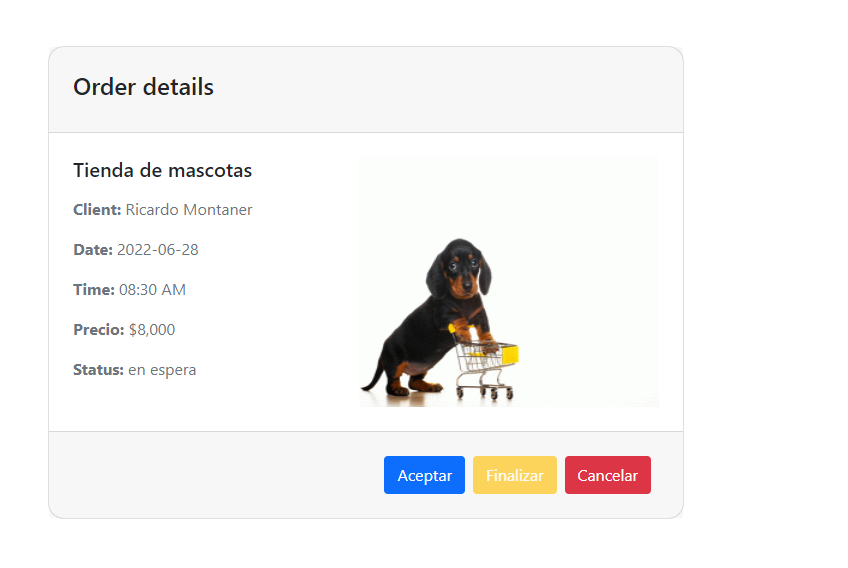 Order details
Tienda de mascotas
Client: Ricardo Montaner
Date: 2022-06-28
Time: 08:30 AM
Precio: $8,000
Status: en espera
Aceptar Finalizar Cancelar